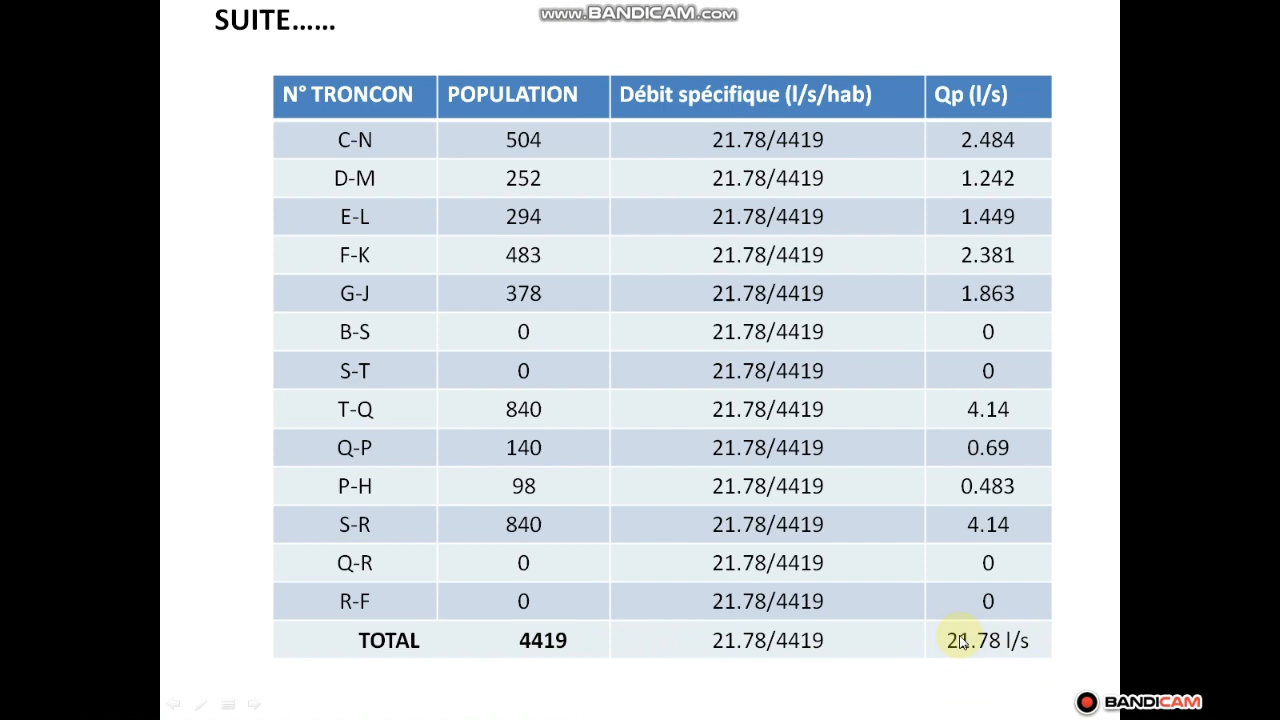 www.BANDICAM.com
SUITE......
N° TRONCON POPULATION Débit spécifique (l/s/hab) Qp (l/s)
C-N 504 21.78/4419 2.484
D-M 252 21.78/4419 1.242
E-L 294 21.78/4419 1.449
F-K 483 21.78/4419 2.381
G-J 378 21.78/4419 1.863
B-S 0 21.78/4419 0
S-T 0 21.78/4419 0
T-Q 840 21.78/4419 4.14
Q-P 140 21.78/4419 0.69
P-H 98 21.78/4419 0.483
S-R 840 21.78/4419 4.14
Q-R 0 21.78/4419 0
R-F 0 21.78/4419 0
TOTAL 4419 21.78/4419 21.78 l/s
BANDICAM